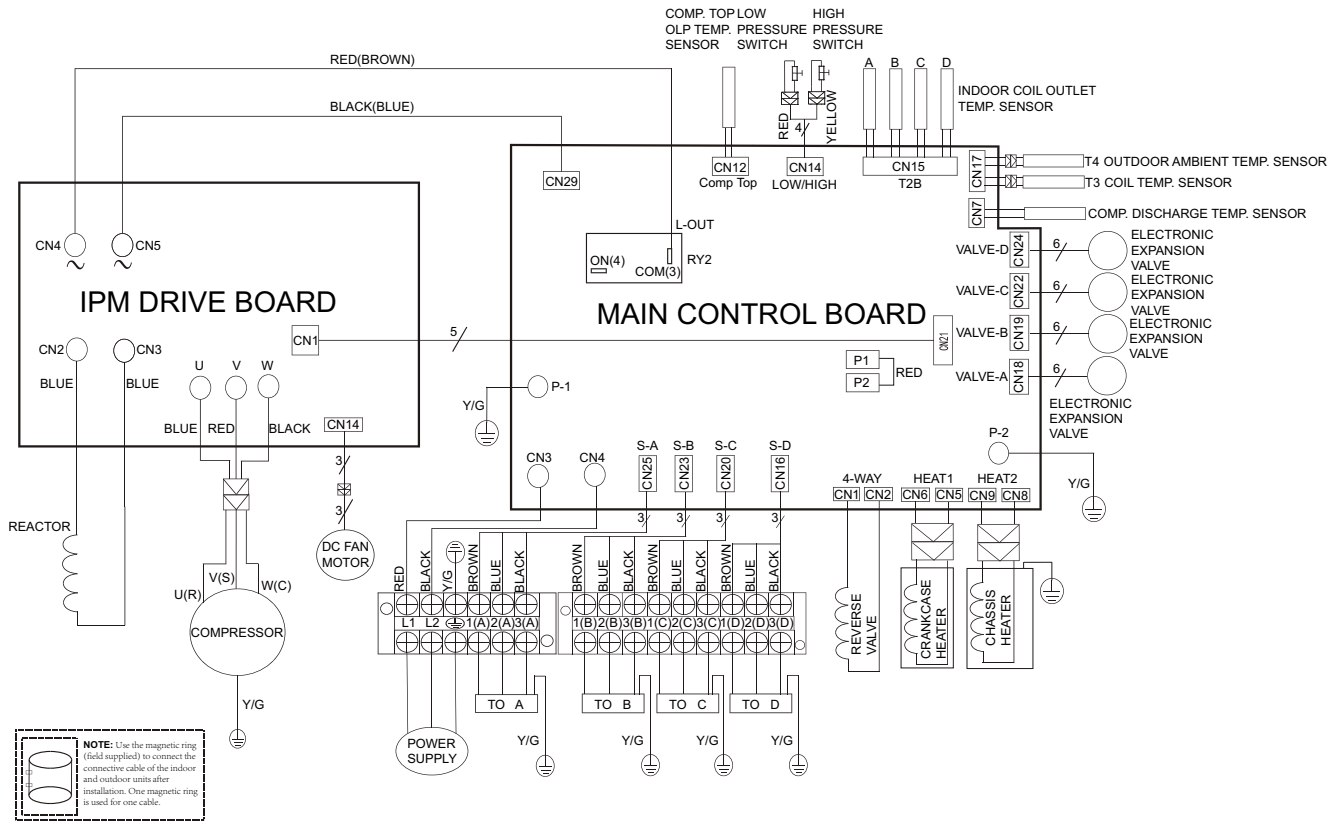 COMP. TOP
OLP TEMP.
SENSOR
LOW
PRESSURE
SWITCH
HIGH
PRESSURE
SWITCH
RED(BROWN)
BLACK(BLUE)
RED
4
YELLOW
A B C D
INDOOR COIL OUTLET
TEMP. SENSOR
CN12
Comp Top
CN14
LOW/HIGH
CN15
T2B
CN17
T4 OUTDOOR AMBIENT TEMP. SENSOR
T3 COIL TEMP. SENSOR
CN7
COMP. DISCHARGE TEMP. SENSOR
CN29
L-OUT
ON(4)
COM(3)
RY2
CN4
CN5
IPM DRIVE BOARD
MAIN CONTROL BOARD
VALVE-D
CN24
6
ELECTRONIC
EXPANSION
VALVE
VALVE-C
CN22
6
ELECTRONIC
EXPANSION
VALVE
VALVE-B
CN19
6
ELECTRONIC
EXPANSION
VALVE
VALVE-A
CN18
6
ELECTRONIC
EXPANSION
VALVE
CN1
5
CN21
CN2
CN3
BLUE
BLUE
U V W
BLUE RED BLACK
CN14
3
3
DC FAN
MOTOR
P1
P2
RED
P-1
Y/G
P-2
Y/G
REACTOR
V(S)
U(R)
W(C)
COMPRESSOR
Y/G
CN3
CN4
S-A
CN25
S-B
CN23
S-C
CN20
S-D
CN16
3 3 3 3
4-WAY
CN1 CN2
HEAT1
CN6 CN5
HEAT2
CN9 CN8
RED
BLACK
Y/G
BROWN
BLUE
BLACK
BROWN
BLUE
BLACK
BROWN
BLUE
BLACK
BROWN
BLUE
BLACK
L1 L2 1(A) 2(A) 3(A)
1(B) 2(B) 3(B) 1(C) 2(C) 3(C) 1(D) 2(D) 3(D)
REVERSE
VALVE
CRANKCASE
HEATER
CHASSIS
HEATER
TO A
TO B
TO C
TO D
Y/G
Y/G
Y/G
Y/G
POWER
SUPPLY
NOTE: Use the magnetic ring
(field supplied) to connect the
connective cable of the indoor
and outdoor units after
installation. One magnetic ring
is used for one cable.